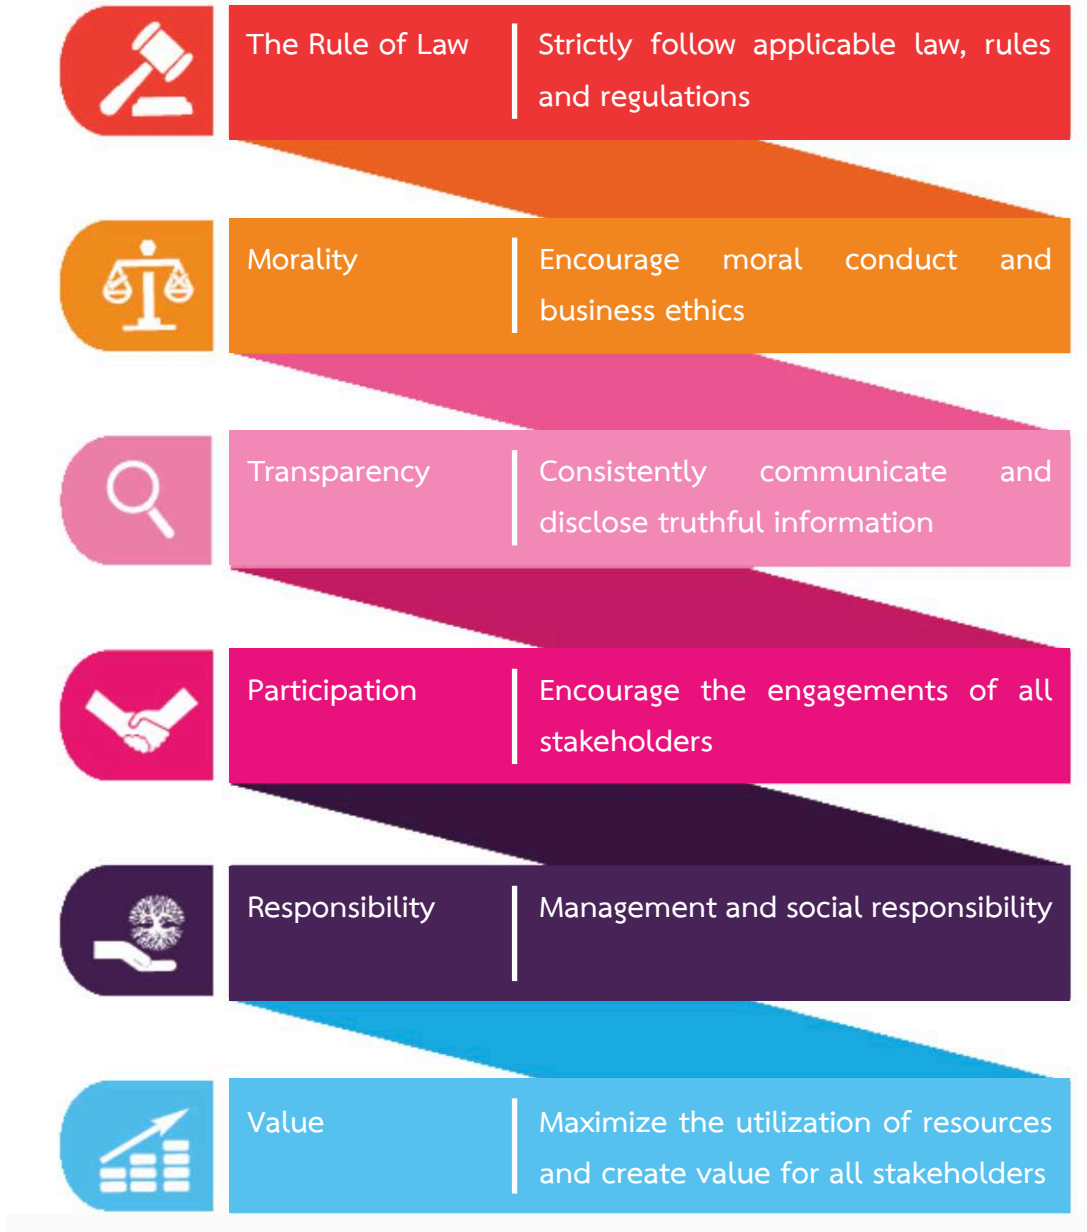 The Rule of Law
Strictly follow applicable law, rules
and regulations
Morality
Encourage moral conduct and
business ethics
Transparency
Consistently communicate and
disclose truthful information
Participation
Encourage the engagements of all
stakeholders
Responsibility
Management and social responsibility
Value
Maximize the utilization of resources
and create value for all stakeholders